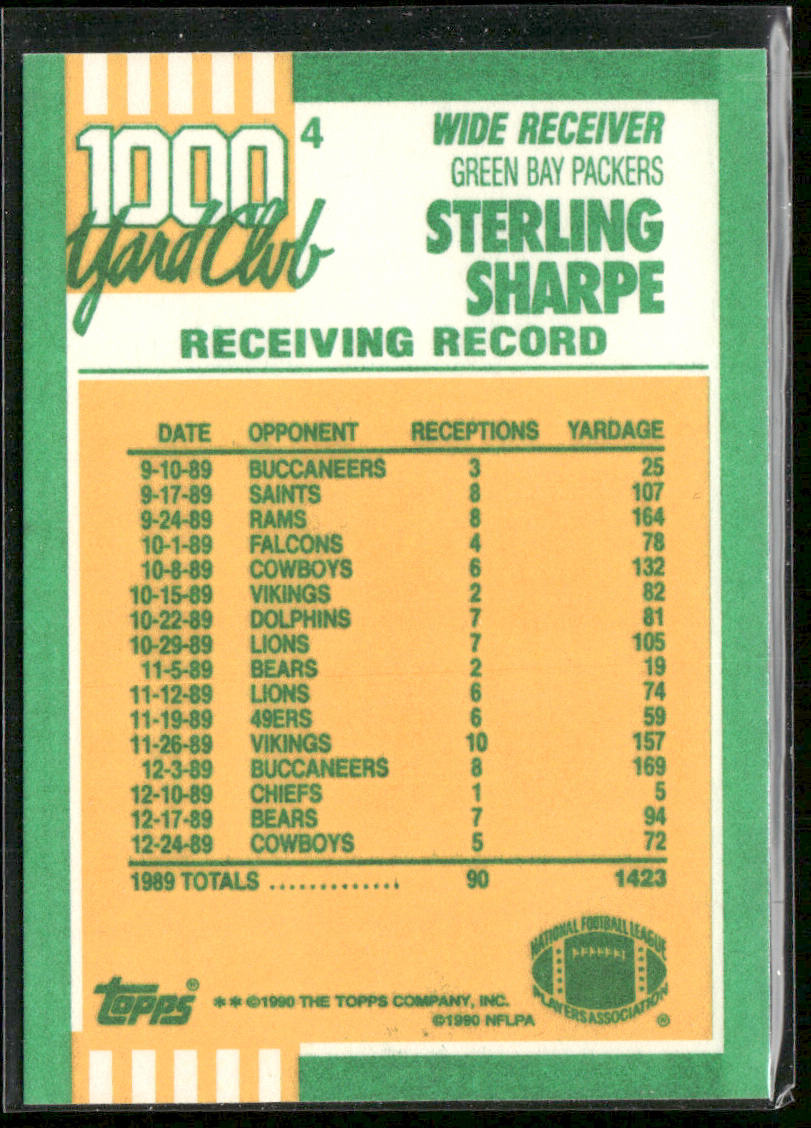 1000
Yard Club
4
WIDE RECEIVER
GREEN BAY PACKERS
STERLING
SHARPE
RECEIVING RECORD
DATE OPPONENT RECEPTIONS YARDAGE
9-10-89 BUCCANEERS 3 25
9-17-89 SAINTS 8 107
9-24-89 RAMS 8 164
10-1-89 FALCONS 4 78
10-8-89 COWBOYS 6 132
10-15-89 VIKINGS 2 82
10-22-89 DOLPHINS 7 81
10-29-89 LIONS 7 105
11-5-89 BEARS 2 19
11-12-89 LIONS 6 74
11-19-89 49ERS 6 59
11-26-89 VIKINGS 10 157
12-3-89 BUCCANEERS 8 169
12-10-89 CHIEFS 1 5
12-17-89 BEARS 7 94
12-24-89 COWBOYS 5 72
1989 TOTALS ............. 90 1423
NATIONAL FOOTBALL LEAGUE
PLAYERS ASSOCIATION ®
topps® ** ©1990 THE TOPPS COMPANY, INC.
©1990 NFLPA